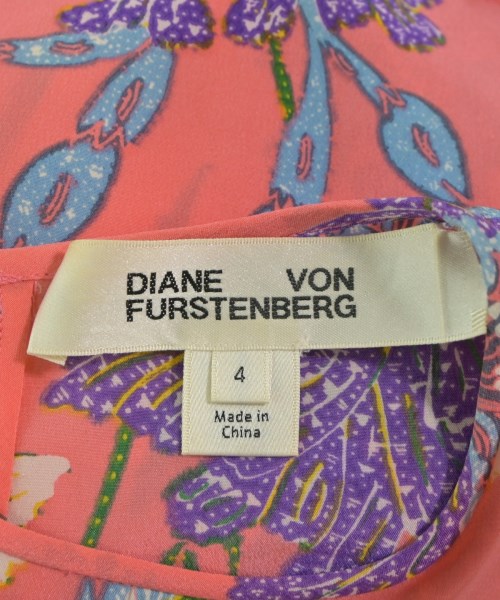 DIANE VON
FURSTENBERG
4
Made in
China